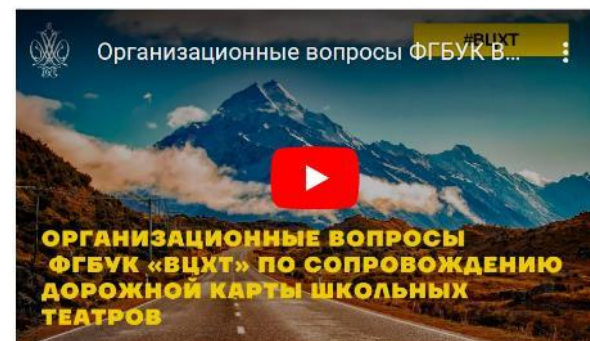 #ВЦХТ
Организационные вопросы ФГБУК В...
ОРГАНИЗАЦИОННЫЕ ВОПРОСЫ
ФГБУК «ВЦХТ» ПО СОПРОВОЖДЕНИЮ
ДОРОЖНОЙ КАРТЫ ШКОЛЬНЫХ
ТЕАТРОВ